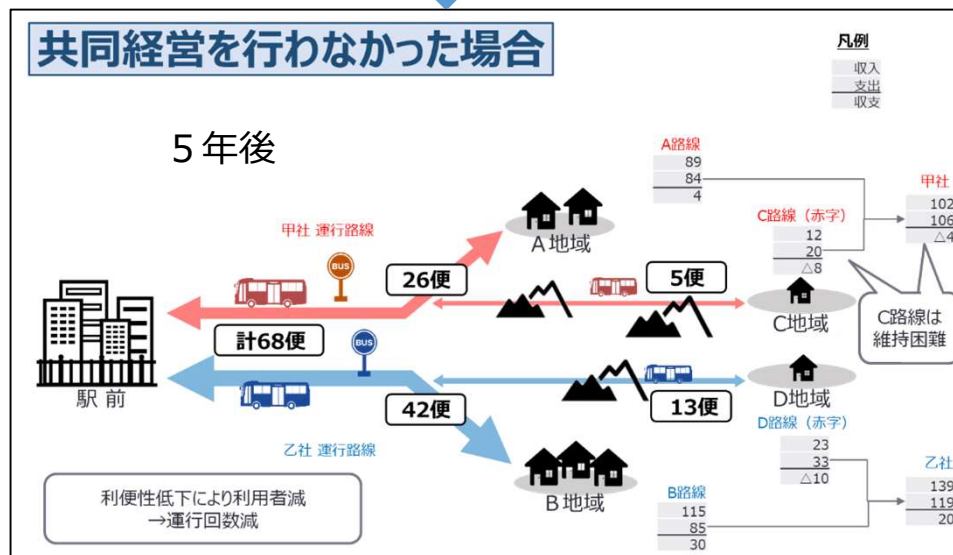 共同経営を行わなかった場合
凡例
収入
支出
収支
5年後
A路線
89
84
4
甲社
102
106
△4
C路線（赤字）
12
20
△8
甲社 運行路線
BUS
A地域
26便
5便
C地域
C路線は
維持困難
計68便
BUS
駅前
42便
13便
D地域
D路線（赤字）
23
33
△10
乙社 運行路線
乙社
139
119
20
B地域
B路線
115
85
30
利便性低下により利用者減
→運行回数減